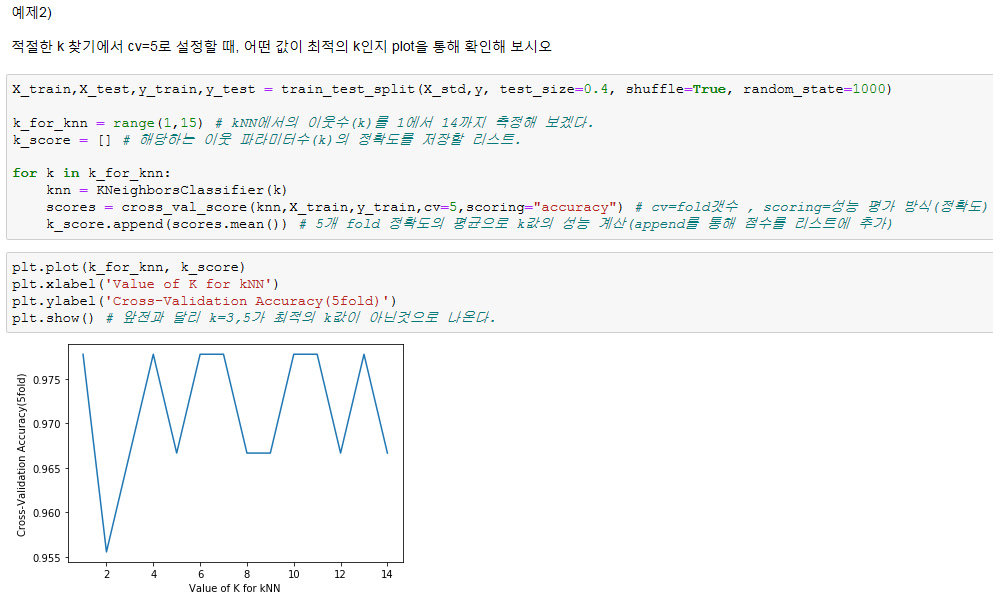 예제2)
적절한 k 찾기에서 cv=5로 설정할 때, 어떤 값이 최적의 k인지 plot을 통해 확인해 보시오
X_train,X_test,y_train,y_test = train_test_split(X_std,y, test_size=0.4, shuffle=True, random_state=1000)
k_for_knn = range(1,15) # kNN에서의 이웃수(k)를 1에서 14까지 측정해 보겠다.
k_score = [] # 해당하는 이웃 파라미터수(k)의 정확도를 저장할 리스트.
for k in k_for_knn:
    knn = KNeighborsClassifier(k)
    scores = cross_val_score(knn,X_train,y_train,cv=5,scoring="accuracy") # cv=fold갯수 , scoring=성능 평가 방식(정확도)
    k_score.append(scores.mean()) # 5개 fold 정확도의 평균으로 k값의 성능 계산(append를 통해 점수를 리스트에 추가)
plt.plot(k_for_knn, k_score)
plt.xlabel('Value of K for kNN')
plt.ylabel('Cross-Validation Accuracy(5fold)')
plt.show() # 앞전과 달리 k=3,5가 최적의 k값이 아닌것으로 나온다.
Cross-Validation Accuracy(5fold)
0.975
0.970
0.965
0.960
0.955
2 4 6 8 10 12 14
Value of K for kNN